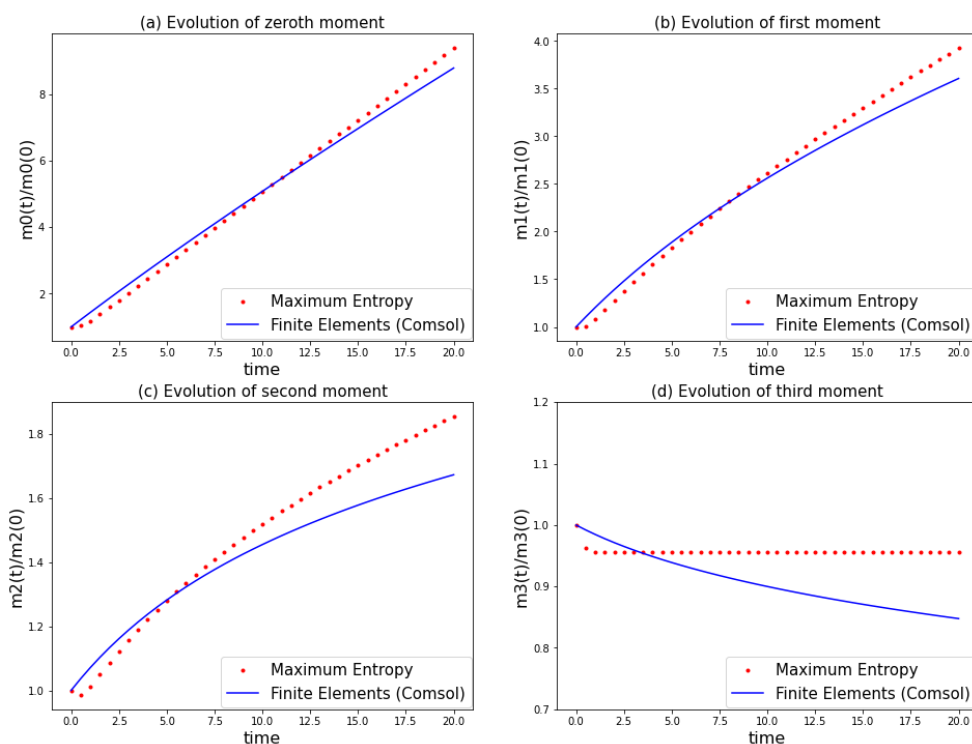 (a) Evolution of zeroth moment
m0(t)/m0(0)
8
6
4
2
Maximum Entropy
Finite Elements (Comsol)
0.0 2.5 5.0 7.5 10.0 12.5 15.0 17.5 20.0
time
(b) Evolution of first moment
m1(t)/m1(0)
4.0
3.5
3.0
2.5
2.0
1.5
1.0
Maximum Entropy
Finite Elements (Comsol)
0.0 2.5 5.0 7.5 10.0 12.5 15.0 17.5 20.0
time
(c) Evolution of second moment
m2(t)/m2(0)
1.8
1.6
1.4
1.2
1.0
Maximum Entropy
Finite Elements (Comsol)
0.0 2.5 5.0 7.5 10.0 12.5 15.0 17.5 20.0
time
(d) Evolution of third moment
m3(t)/m3(0)
1.2
1.1
1.0
0.9
0.8
0.7
Maximum Entropy
Finite Elements (Comsol)
0.0 2.5 5.0 7.5 10.0 12.5 15.0 17.5 20.0
time